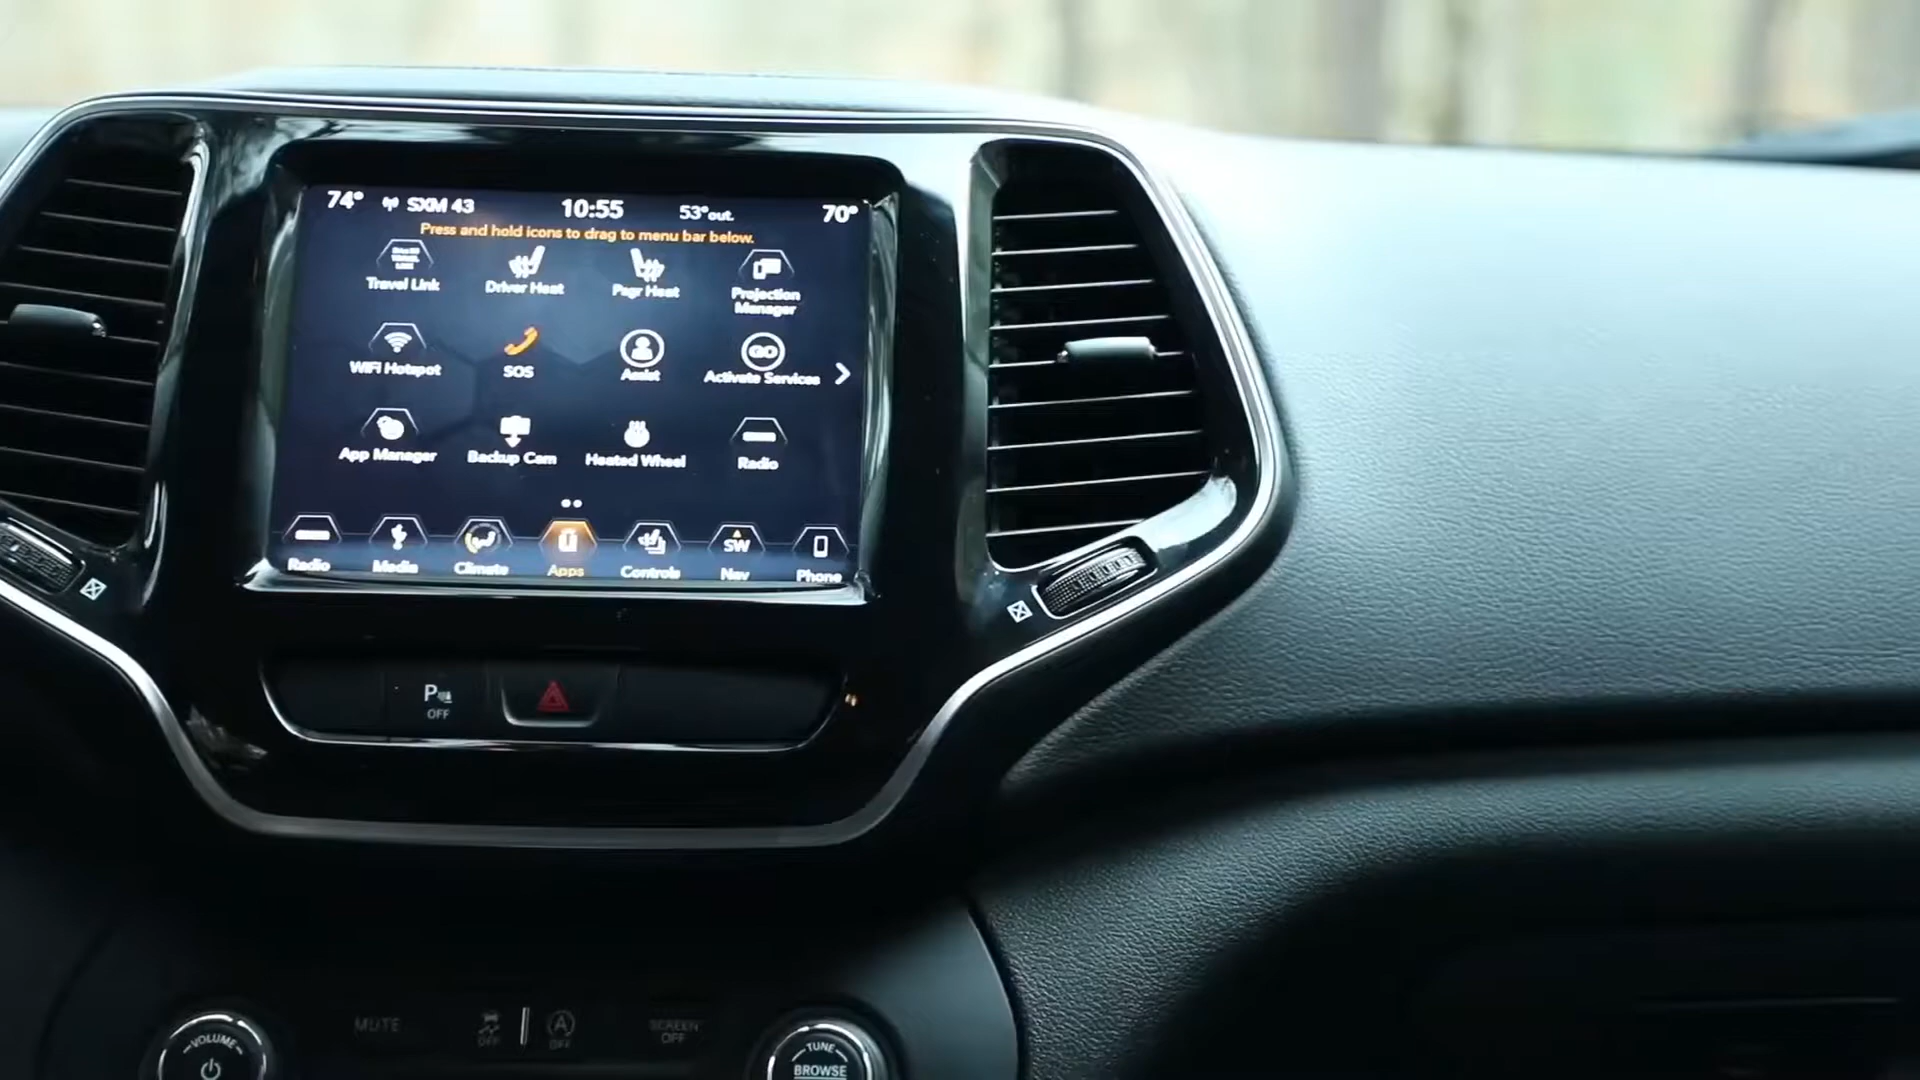 74° SXM 43 10:55 53°out. 70°
Press and hold icons to drag to menu bar below.
Travel Link Driver Heat Psgr Heat Projection
Manager
GO
WiFi Hotspot SOS Assist Activate Services
App Manager Backup Cam Heated Wheel Radio
SW
Radio Media Climate Apps Controls Nav Phone
P
OFF
MUTE OFF A OFF SCREEN
OFF
VOLUME TUNE
BROWSE